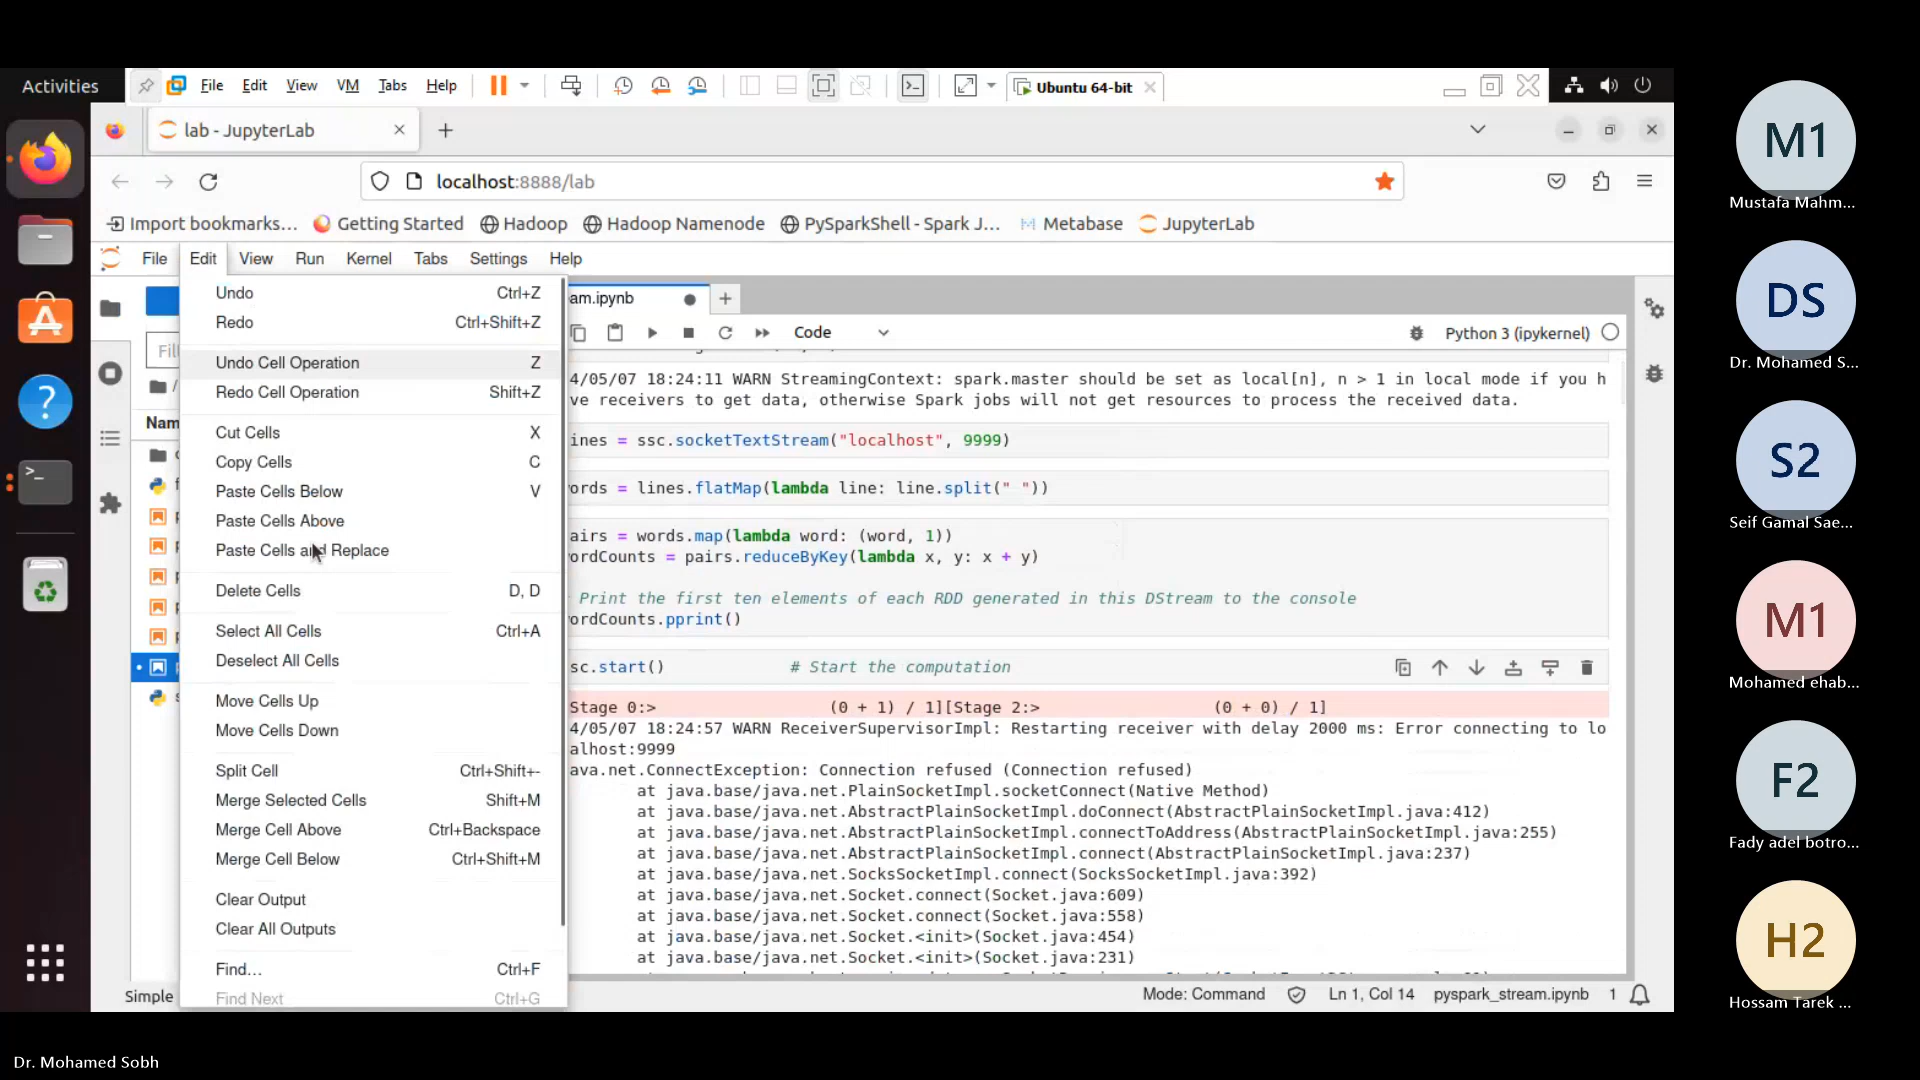 Activities
File Edit View VM Tabs Help
Ubuntu 64-bit
lab - JupyterLab
localhost:8888/lab
Import bookmarks...
Getting Started
Hadoop
Hadoop Namenode
PySparkShell - Spark J...
Metabase
JupyterLab
File Edit View Run Kernel Tabs Settings Help
Undo Ctrl+Z
Redo Ctrl+Shift+Z
Undo Cell Operation Z
Redo Cell Operation Shift+Z
Cut Cells X
Copy Cells C
Paste Cells Below V
Paste Cells Above
Paste Cells and Replace
Delete Cells D, D
Select All Cells Ctrl+A
Deselect All Cells
Move Cells Up
Move Cells Down
Split Cell Ctrl+Shift+-
Merge Selected Cells Shift+M
Merge Cell Above Ctrl+Backspace
Merge Cell Below Ctrl+Shift+M
Clear Output
Clear All Outputs
Find... Ctrl+F
Find Next Ctrl+G
Nam
am.ipynb
Code
Python 3 (ipykernel)
4/05/07 18:24:11 WARN StreamingContext: spark.master should be set as local[n], n > 1 in local mode if you h
ve receivers to get data, otherwise Spark jobs will not get resources to process the received data.
ines = ssc.socketTextStream("localhost", 9999)
ords = lines.flatMap(lambda line: line.split(" "))
airs = words.map(lambda word: (word, 1))
ordCounts = pairs.reduceByKey(lambda x, y: x + y)
Print the first ten elements of each RDD generated in this DStream to the console
ordCounts.pprint()
sc.start() # Start the computation
Stage 0:> (0 + 1) / 1][Stage 2:> (0 + 0) / 1]
4/05/07 18:24:57 WARN ReceiverSupervisorImpl: Restarting receiver with delay 2000 ms: Error connecting to lo
alhost:9999
ava.net.ConnectException: Connection refused (Connection refused)
at java.base/java.net.PlainSocketImpl.socketConnect(Native Method)
at java.base/java.net.AbstractPlainSocketImpl.doConnect(AbstractPlainSocketImpl.java:412)
at java.base/java.net.AbstractPlainSocketImpl.connectToAddress(AbstractPlainSocketImpl.java:255)
at java.base/java.net.AbstractPlainSocketImpl.connect(AbstractPlainSocketImpl.java:237)
at java.base/java.net.SocksSocketImpl.connect(SocksSocketImpl.java:392)
at java.base/java.net.Socket.connect(Socket.java:609)
at java.base/java.net.Socket.connect(Socket.java:558)
at java.base/java.net.Socket.<init>(Socket.java:454)
at java.base/java.net.Socket.<init>(Socket.java:231)
Simple
Mode: Command
Ln 1, Col 14
pyspark_stream.ipynb
1
M1
Mustafa Mahm...
DS
Dr. Mohamed S...
S2
Seif Gamal Sae...
M1
Mohamed ehab...
F2
Fady adel botro...
H2
Hossam Tarek ...
Dr. Mohamed Sobh